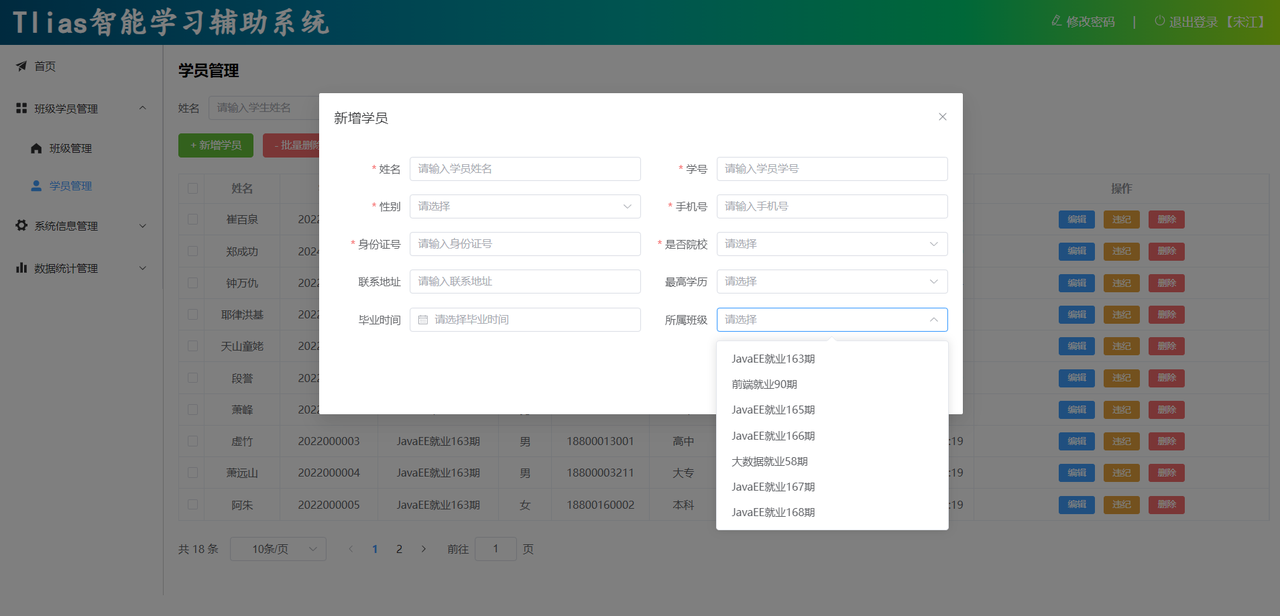 Tlias智能学习辅助系统
修改密码 | 退出登录 【宋江】
首页
班级学员管理
班级管理
学员管理
系统信息管理
数据统计管理
学员管理
姓名 请输入学生姓名
+ 新增学员 - 批量删除
新增学员
* 姓名 请输入学员姓名 * 学号 请输入学员学号
* 性别 请选择 * 手机号 请输入手机号
* 身份证号 请输入身份证号 * 是否院校 请选择
联系地址 请输入联系地址 最高学历 请选择
毕业时间 请选择毕业时间 所属班级 请选择
JavaEE就业163期
前端就业90期
JavaEE就业165期
JavaEE就业166期
大数据就业58期
JavaEE就业167期
JavaEE就业168期
姓名 操作
崔百泉 2022 编辑 违纪 删除
郑成功 2024 编辑 违纪 删除
钟万仇 2022 编辑 违纪 删除
耶律洪基 2022 编辑 违纪 删除
天山童姥 2022 编辑 违纪 删除
段誉 2022 编辑 违纪 删除
萧峰 2022 编辑 违纪 删除
虚竹 2022000003 JavaEE就业163期 男 18800013001 高中 :19 编辑 违纪 删除
萧远山 2022000004 JavaEE就业163期 男 18800003211 大专 :19 编辑 违纪 删除
阿朱 2022000005 JavaEE就业163期 女 18800160002 本科 :19 编辑 违纪 删除
共 18 条 10条/页 1 2 前往 1 页